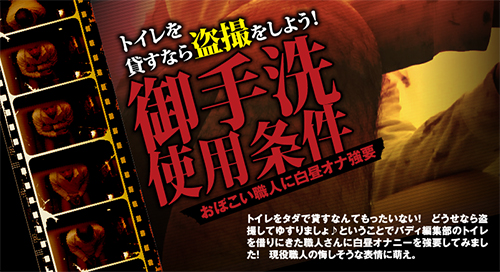 トイレを
貸すなら盗撮をしよう！
御手洗
使用条件
おぼこい職人に白昼オナ強要
トイレをタダで貸すなんてもったいない！　どうせなら盗
撮してゆすりましょ♪ということでバディ編集部のトイレ
を借りにきた職人さんに白昼オナニーを強要してみまし
た！　現役職人の悔しそうな表情に萌え。